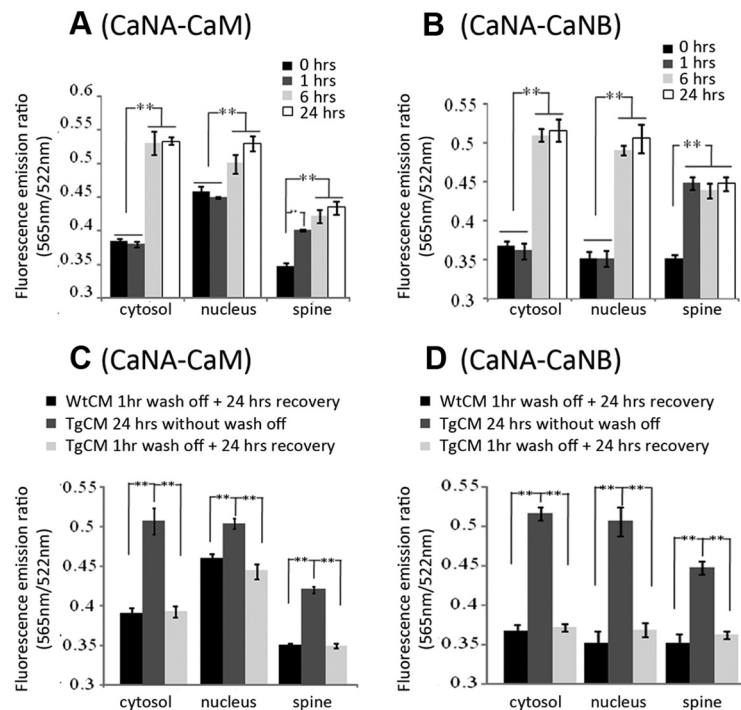 A (CaNA-CaM)
0 hrs
1 hrs
6 hrs
24 hrs
Fluorescence emission ratio
(565nm/522nm)
0.6
0.55
0.5
0.45
0.4
0.35
0.3
**
**
**
**
cytosol nucleus spine
B (CaNA-CaNB)
0 hrs
1 hrs
6 hrs
24 hrs
Fluorescence emission ratio
(565nm/522nm)
0.55
0.5
0.45
0.4
0.35
0.3
**
**
**
cytosol nucleus spine
C (CaNA-CaM)
WtCM 1hr wash off + 24 hrs recovery
TgCM 24 hrs without wash off
TgCM 1hr wash off + 24 hrs recovery
Fluorescence emission ratio
(565nm/522nm)
0.55
0.5
0.45
0.4
0.35
0.3
** **
** **
** **
cytosol nucleus spine
D (CaNA-CaNB)
WtCM 1hr wash off + 24 hrs recovery
TgCM 24 hrs without wash off
TgCM 1hr wash off + 24 hrs recovery
Fluorescence emission ratio
(565nm/522nm)
0.55
0.5
0.45
0.4
0.35
0.3
** **
** **
** **
cytosol nucleus spine